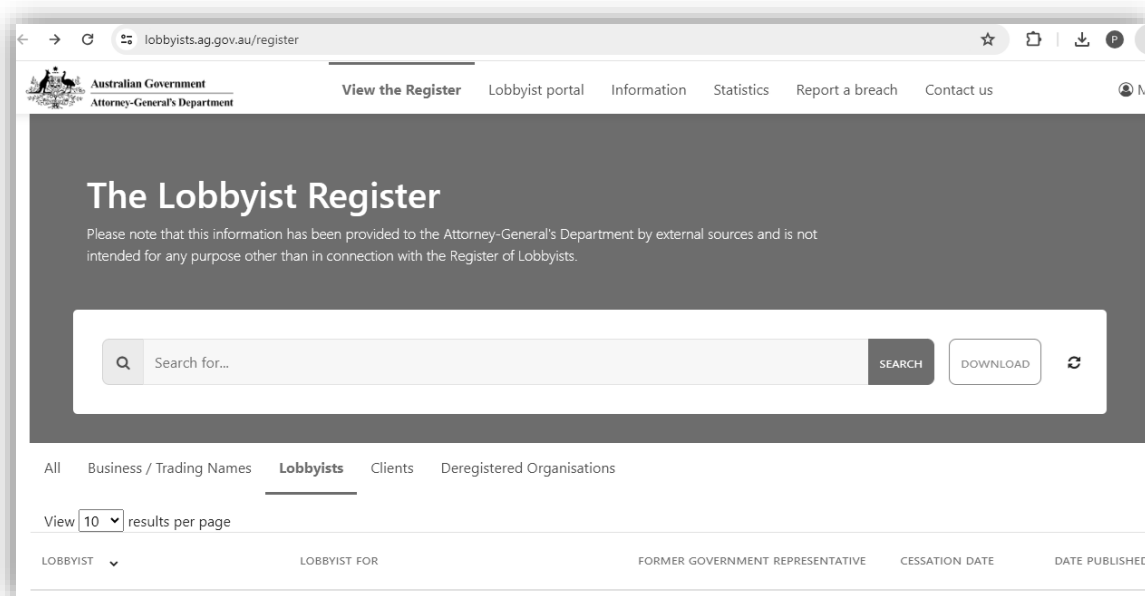 lobbyists.ag.gov.au/register
P
Australian Government
Attorney-General's Department
View the Register Lobbyist portal Information Statistics Report a breach Contact us M
The Lobbyist Register
Please note that this information has been provided to the Attorney-General's Department by external sources and is not
intended for any purpose other than in connection with the Register of Lobbyists.
Search for...
SEARCH
DOWNLOAD
All Business / Trading Names Lobbyists Clients Deregistered Organisations
View 10 results per page
LOBBYIST LOBBYIST FOR FORMER GOVERNMENT REPRESENTATIVE CESSATION DATE DATE PUBLISHED